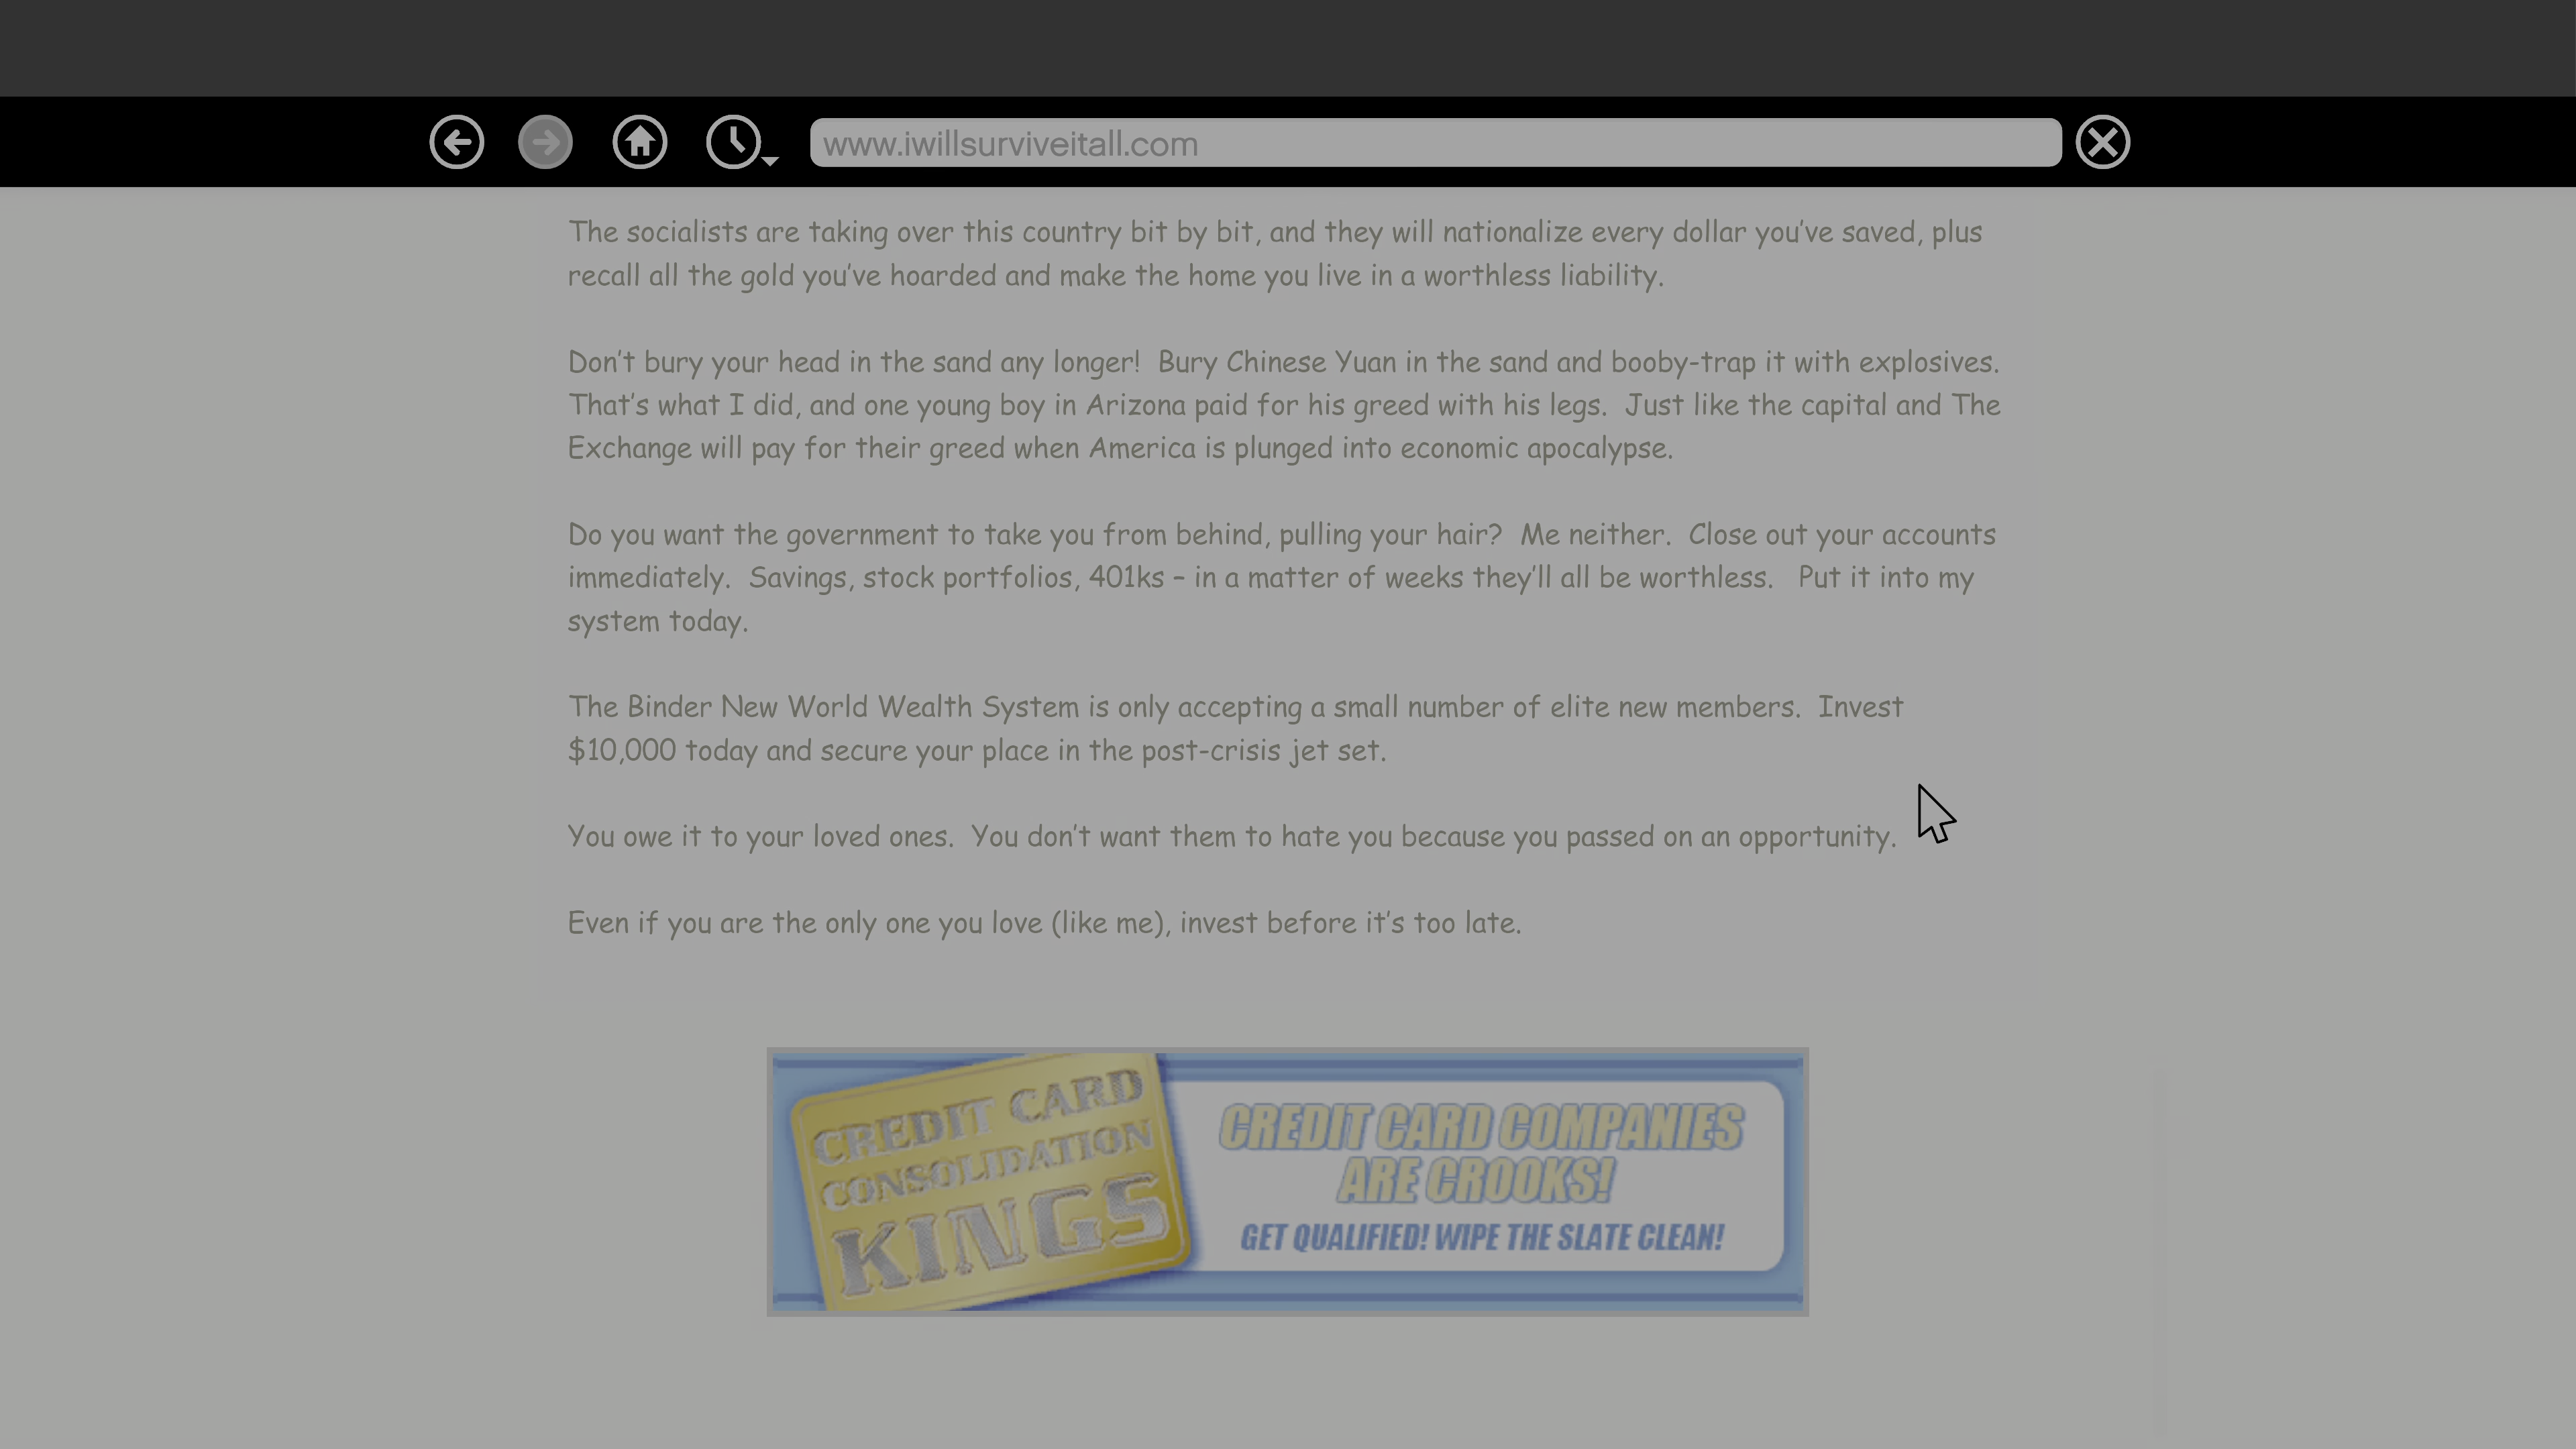 www.iwillsurviveitall.com
The socialists are taking over this country bit by bit, and they will nationalize every dollar you've saved, plus
recall all the gold you've hoarded and make the home you live in a worthless liability.
Don't bury your head in the sand any longer!  Bury Chinese Yuan in the sand and booby-trap it with explosives.
That's what I did, and one young boy in Arizona paid for his greed with his legs.  Just like the capital and The
Exchange will pay for their greed when America is plunged into economic apocalypse.
Do you want the government to take you from behind, pulling your hair?  Me neither.  Close out your accounts
immediately.  Savings, stock portfolios, 401ks – in a matter of weeks they'll all be worthless.   Put it into my
system today.
The Binder New World Wealth System is only accepting a small number of elite new members.  Invest
$10,000 today and secure your place in the post-crisis jet set.
You owe it to your loved ones.  You don't want them to hate you because you passed on an opportunity.
Even if you are the only one you love (like me), invest before it's too late.
CREDIT CARD
CONSOLIDATION
KINGS
CREDIT CARD COMPANIES
ARE CROOKS!
GET QUALIFIED! WIPE THE SLATE CLEAN!